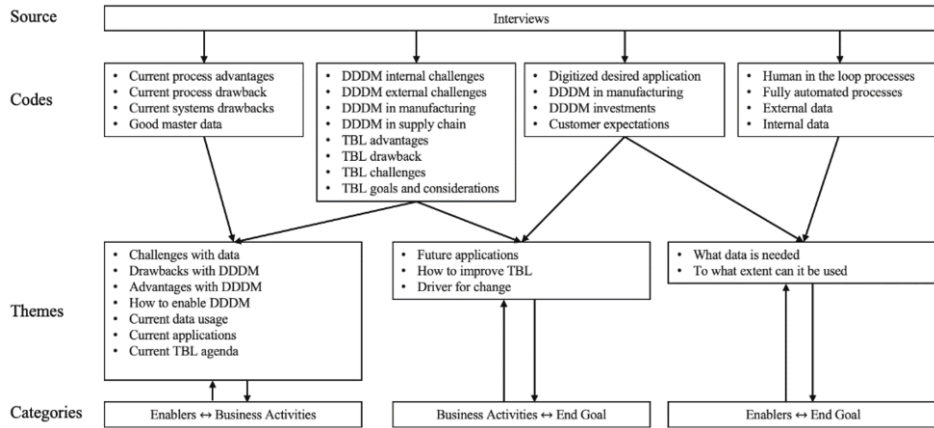 Source
Interviews
Codes
• Current process advantages
• Current process drawback
• Current systems drawbacks
• Good master data
• DDDM internal challenges
• DDDM external challenges
• DDDM in manufacturing
• DDDM in supply chain
• TBL advantages
• TBL drawback
• TBL challenges
• TBL goals and considerations
• Digitized desired application
• DDDM in manufacturing
• DDDM investments
• Customer expectations
• Human in the loop processes
• Fully automated processes
• External data
• Internal data
Themes
• Challenges with data
• Drawbacks with DDDM
• Advantages with DDDM
• How to enable DDDM
• Current data usage
• Current applications
• Current TBL agenda
• Future applications
• How to improve TBL
• Driver for change
• What data is needed
• To what extent can it be used
Categories
Enablers ↔ Business Activities
Business Activities ↔ End Goal
Enablers ↔ End Goal